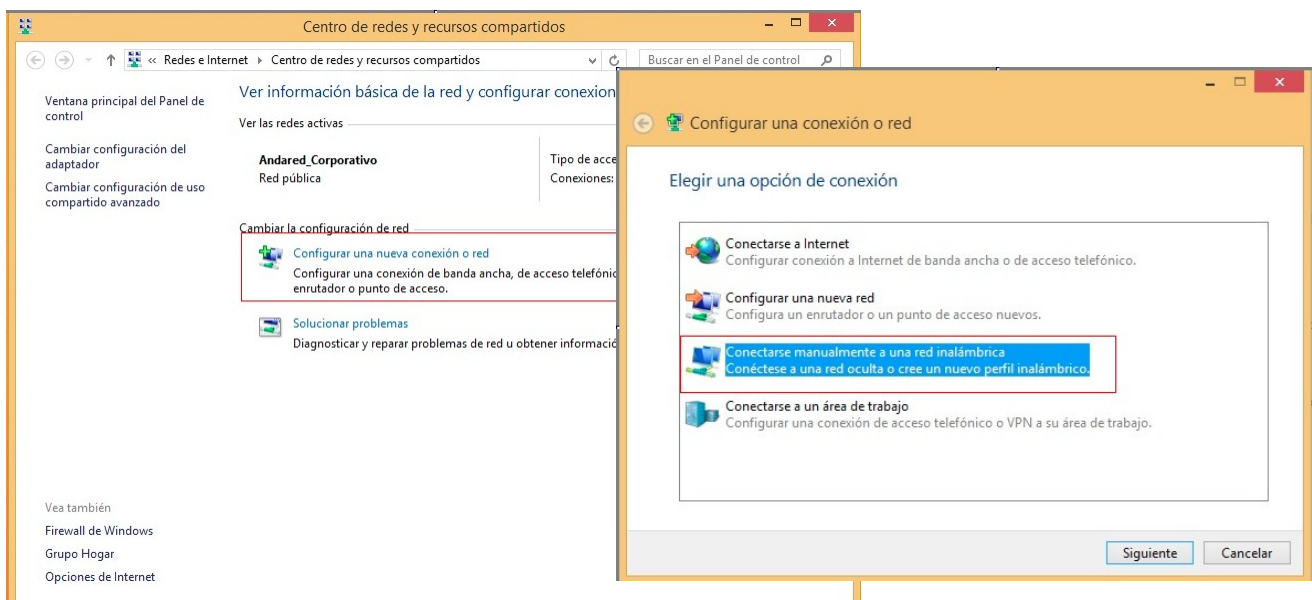 Centro de redes y recursos compartidos
« Redes e Internet Centro de redes y recursos compartidos
Buscar en el Panel de control
Ventana principal del Panel de
control
Cambiar configuración del
adaptador
Cambiar configuración de uso
compartido avanzado
Ver información básica de la red y configurar conexion
Ver las redes activas
Andared_Corporativo
Red pública
Tipo de acce
Conexiones:
Cambiar la configuración de red
Configurar una nueva conexión o red
Configurar una conexión de banda ancha, de acceso telefónic
enrutador o punto de acceso.
Solucionar problemas
Diagnosticar y reparar problemas de red u obtener informació
Vea también
Firewall de Windows
Grupo Hogar
Opciones de Internet
Configurar una conexión o red
Elegir una opción de conexión
Conectarse a Internet
Configurar conexión a Internet de banda ancha o de acceso telefónico.
Configurar una nueva red
Configura un enrutador o un punto de acceso nuevos.
Conectarse manualmente a una red inalámbrica
Conéctese a una red oculta o cree un nuevo perfil inalámbrico.
Conectarse a un área de trabajo
Configurar una conexión de acceso telefónico o VPN a su área de trabajo.
Siguiente
Cancelar